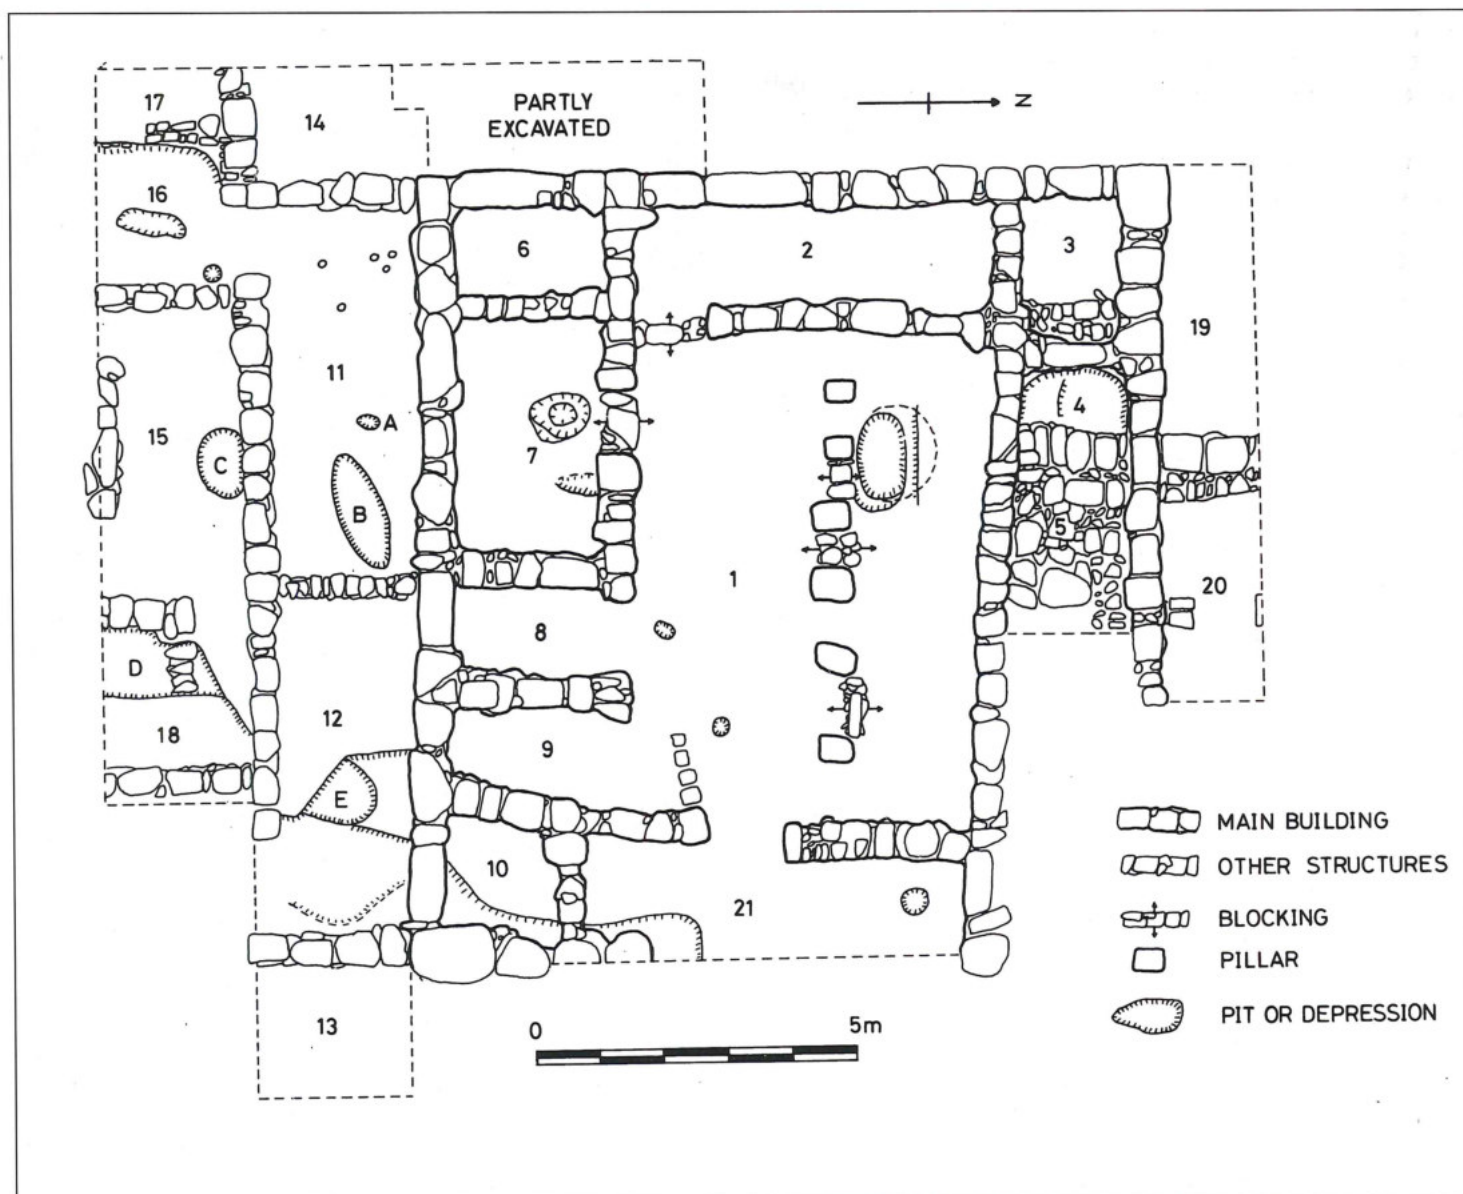 17
14
PARTLY
EXCAVATED
N
16
6
2
3
19
11
15
A
4
7
C
B
5
1
20
8
D
12
18
9
E
10
21
MAIN BUILDING
OTHER STRUCTURES
BLOCKING
PILLAR
PIT OR DEPRESSION
13
0
5m